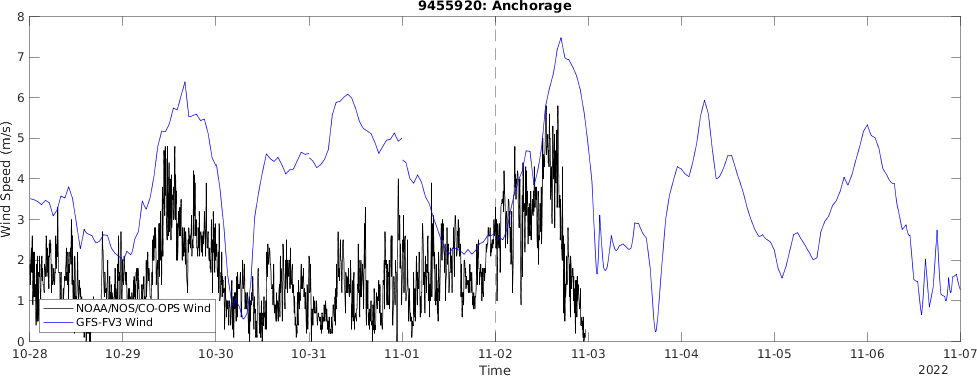 9455920: Anchorage
8
7
6
5
4
3
2
1
0
Wind Speed (m/s)
NOAA/NOS/CO-OPS Wind
GFS-FV3 Wind
10-28 10-29 10-30 10-31 11-01 11-02 11-03 11-04 11-05 11-06 11-07
Time
2022